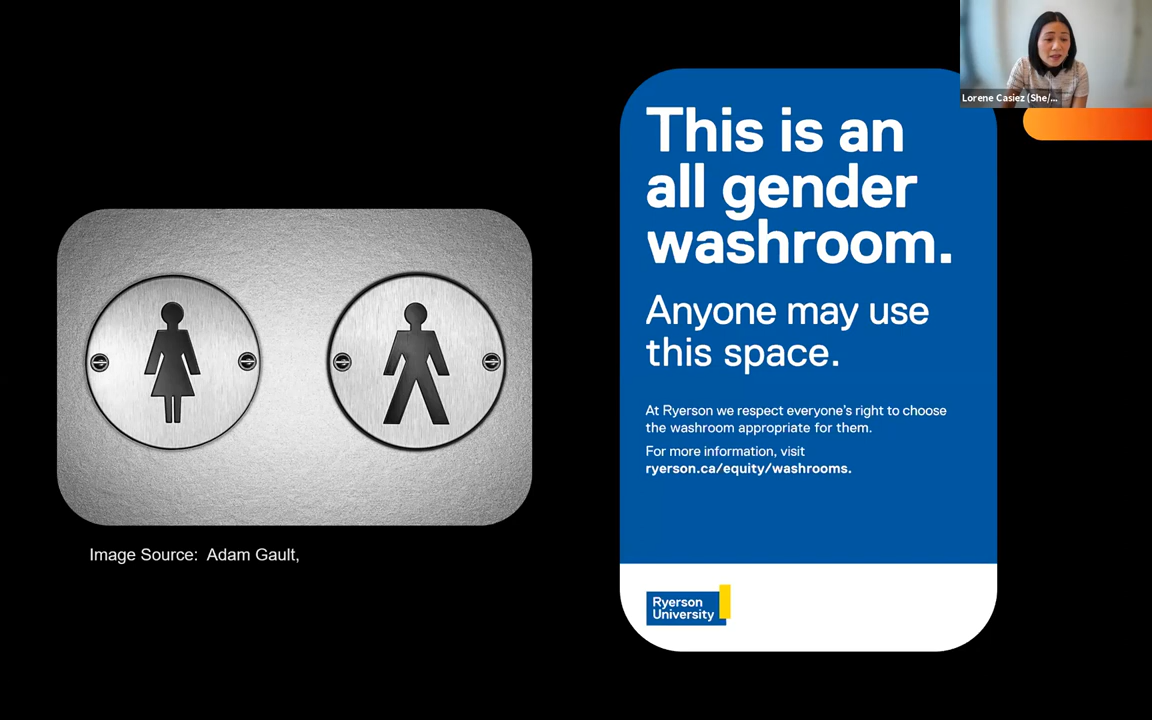 Lorene Casiez (She/...
This is an
all gender
washroom.
Anyone may use
this space.
At Ryerson we respect everyone's right to choose
the washroom appropriate for them.
For more information, visit
ryerson.ca/equity/washrooms.
Ryerson
University
Image Source:  Adam Gault,